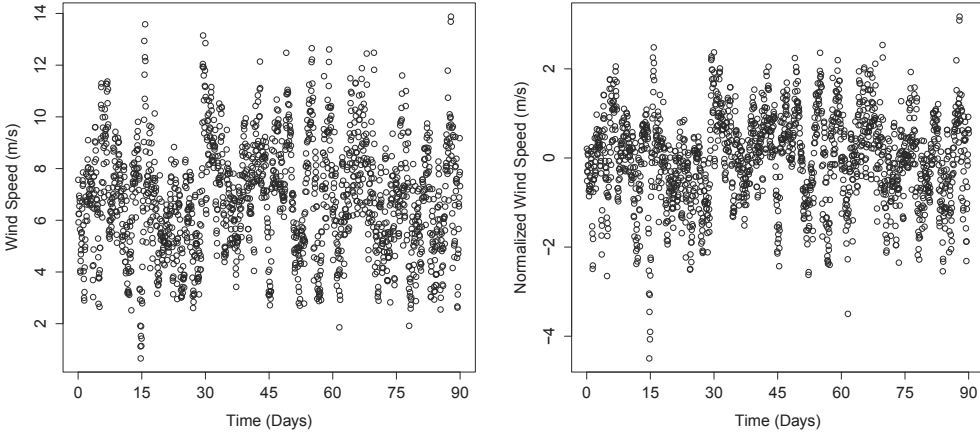 14
12
10
8
6
4
2
Wind Speed (m/s)
0 15 30 45 60 75 90
Time (Days)
2
0
−2
−4
Normalized Wind Speed (m/s)
0 15 30 45 60 75 90
Time (Days)